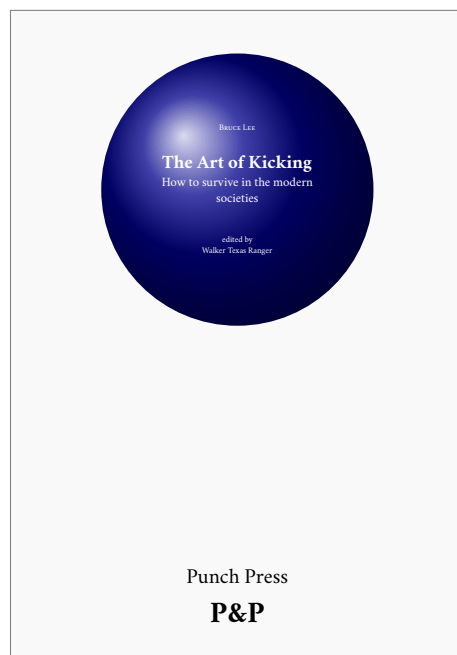 Bruce Lee
The Art of Kicking
How to survive in the modern
societies
edited by
Walker Texas Ranger
Punch Press
P&P